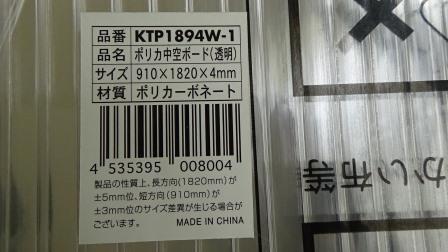 品番 KTP1894W-1
品名 ポリカ中空ボード(透明)
サイズ 910×1820×4mm
材質 ポリカーボネート
4 535395 008004
製品の性質上、長方向(1820mm)が
±5mm位、短方向(910mm)が
±3mm位のサイズ差異が生じる場合が
ございます。 MADE IN CHINA
かい布等